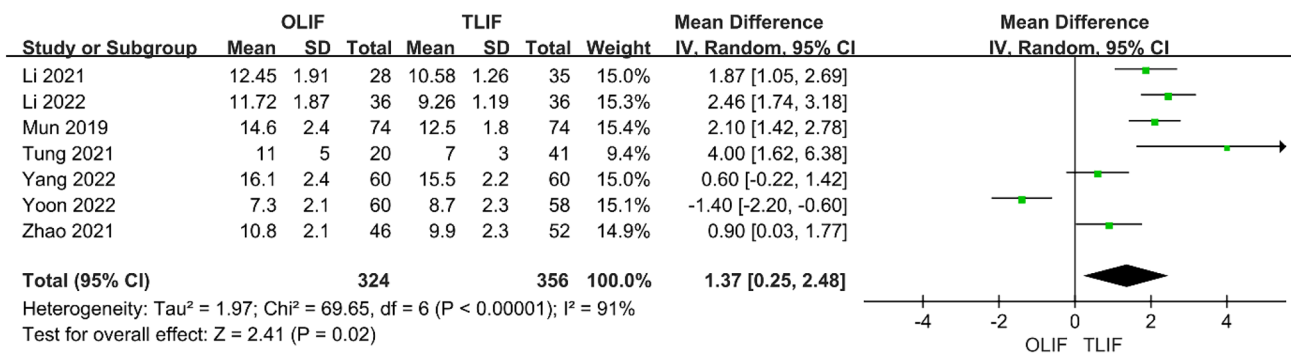 OLIF TLIF Mean Difference Mean Difference
Study or Subgroup Mean SD Total Mean SD Total Weight IV, Random, 95% CI IV, Random, 95% CI
Li 2021 12.45 1.91 28 10.58 1.26 35 15.0% 1.87 [1.05, 2.69]
Li 2022 11.72 1.87 36 9.26 1.19 36 15.3% 2.46 [1.74, 3.18]
Mun 2019 14.6 2.4 74 12.5 1.8 74 15.4% 2.10 [1.42, 2.78]
Tung 2021 11 5 20 7 3 41 9.4% 4.00 [1.62, 6.38]
Yang 2022 16.1 2.4 60 15.5 2.2 60 15.0% 0.60 [-0.22, 1.42]
Yoon 2022 7.3 2.1 60 8.7 2.3 58 15.1% -1.40 [-2.20, -0.60]
Zhao 2021 10.8 2.1 46 9.9 2.3 52 14.9% 0.90 [0.03, 1.77]
Total (95% CI) 324 356 100.0% 1.37 [0.25, 2.48]
Heterogeneity: Tau² = 1.97; Chi² = 69.65, df = 6 (P < 0.00001); I² = 91%
Test for overall effect: Z = 2.41 (P = 0.02)
-4 -2 0 2 4
OLIF TLIF